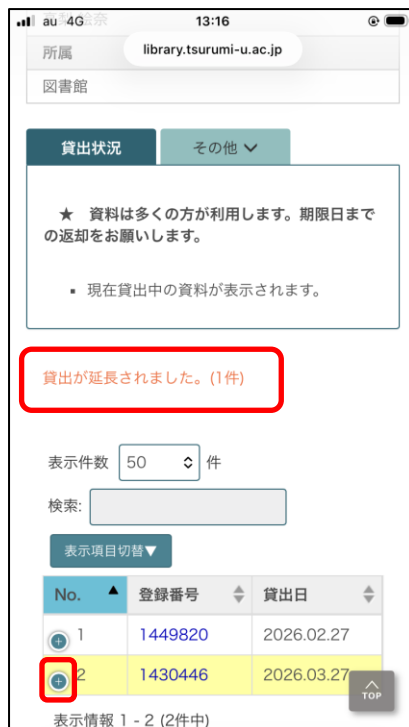 au 4G 13:16
library.tsurumi-u.ac.jp
所属
図書館
貸出状況 その他
★ 資料は多くの方が利用します。期限日まで
の返却をお願いします。
▪ 現在貸出中の資料が表示されます。
貸出が延長されました。(1件)
表示件数 50 件
検索:
表示項目切替▼
No. ▲ 登録番号 貸出日
1 1449820 2026.02.27
2 1430446 2026.03.27
TOP
表示情報 1 - 2 (2件中)